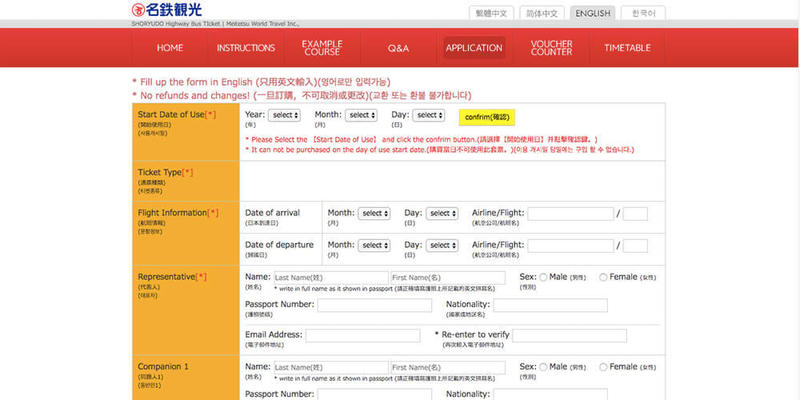 名鉄観光
繁體中文 简体中文 ENGLISH 한국어
SHORYUDO Highway Bus Ticket | Meitetsu World Travel Inc.,
HOME INSTRUCTIONS EXAMPLE COURSE Q&A APPLICATION VOUCHER COUNTER TIMETABLE
* Fill up the form in English (只用英文輸入)(영어로만 입력가능)
* No refunds and changes! (一旦訂購，不可取消或更改)(교환 또는 환불 불가합니다)
Start Date of Use[*] Year: select Month: select Day: select confrim(確認)
(開始使用日) (年) (月) (日)
(사용개시일)
* Please Select the 【Start Date of Use】 and click the confrim button.(請選擇【開始使用日】并點擊確認鍵。)
* It can not be purchased on the day of use start date.(購買當日不可使用此套票。)(이용 개시일 당일에는 구입 할 수 없습니다.)
Ticket Type[*]
(티켓종류)
Flight Information[*] Date of arrival Month: select Day: select Airline/Flight: /
(航班情報) (日本到達日) (月) (日) (航空公司/航班名)
(운항정보)
Date of departure Month: select Day: select Airline/Flight: /
(歸國日) (月) (日) (航空公司/航班名)
Representative[*] Name: Last Name(姓) First Name(名) Sex: Male (男性) Female (女性)
(代表人) (姓名) * write in full name as it shown in passport (請正確填寫護照上所記載的英文拼寫名) (性別)
(대표자)
Passport Number: Nationality:
(護照號碼) (國家或地區名)
Email Address: * Re-enter to verify
(電子郵件地址) (再次輸入電子郵件地址)
Companion 1 Name: Last Name(姓) First Name(名) Sex: Male (男性) Female (女性)
(同行人1) (姓名) * write in full name as it shown in passport (請正確填寫護照上所記載的英文拼寫名) (性別)
(동반인1)
Passport Number: Nationality: